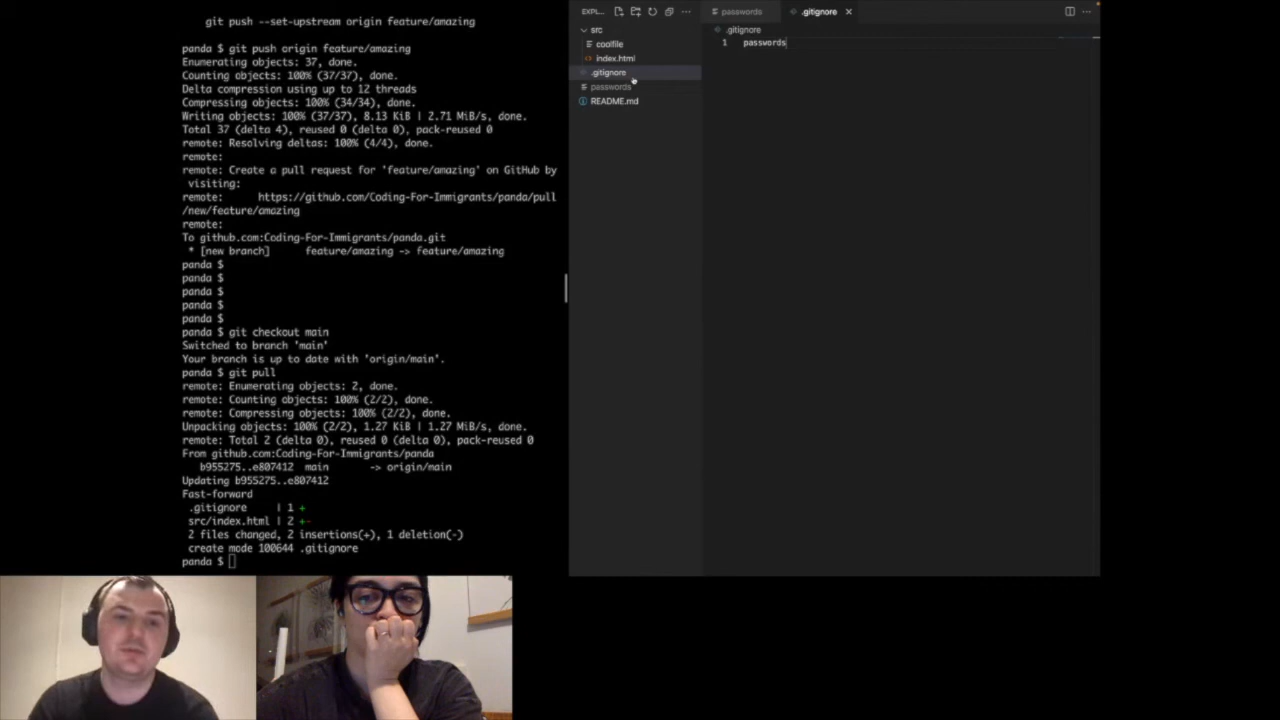 git push --set-upstream origin feature/amazing
panda $ git push origin feature/amazing
Enumerating objects: 37, done.
Counting objects: 100% (37/37), done.
Delta compression using up to 12 threads
Compressing objects: 100% (34/34), done.
Writing objects: 100% (37/37), 8.13 KiB | 2.71 MiB/s, done.
Total 37 (delta 4), reused 0 (delta 0), pack-reused 0
remote: Resolving deltas: 100% (4/4), done.
remote:
remote: Create a pull request for 'feature/amazing' on GitHub by
visiting:
remote:      https://github.com/Coding-For-Immigrants/panda/pull
/new/feature/amazing
remote:
To github.com:Coding-For-Immigrants/panda.git
* [new branch]      feature/amazing -> feature/amazing
panda $
panda $
panda $
panda $
panda $
panda $ git checkout main
Switched to branch 'main'
Your branch is up to date with 'origin/main'.
panda $ git pull
remote: Enumerating objects: 2, done.
remote: Counting objects: 100% (2/2), done.
remote: Compressing objects: 100% (2/2), done.
Unpacking objects: 100% (2/2), 1.27 KiB | 1.27 MiB/s, done.
remote: Total 2 (delta 0), reused 0 (delta 0), pack-reused 0
From github.com:Coding-For-Immigrants/panda
b955275..e807412  main       -> origin/main
Updating b955275..e807412
Fast-forward
.gitignore     | 1 +
src/index.html | 2 +-
2 files changed, 2 insertions(+), 1 deletion(-)
create mode 100644 .gitignore
panda $
EXPL...
src
coolfile
index.html
.gitignore
passwords
README.md
passwords
.gitignore
.gitignore
1 passwords